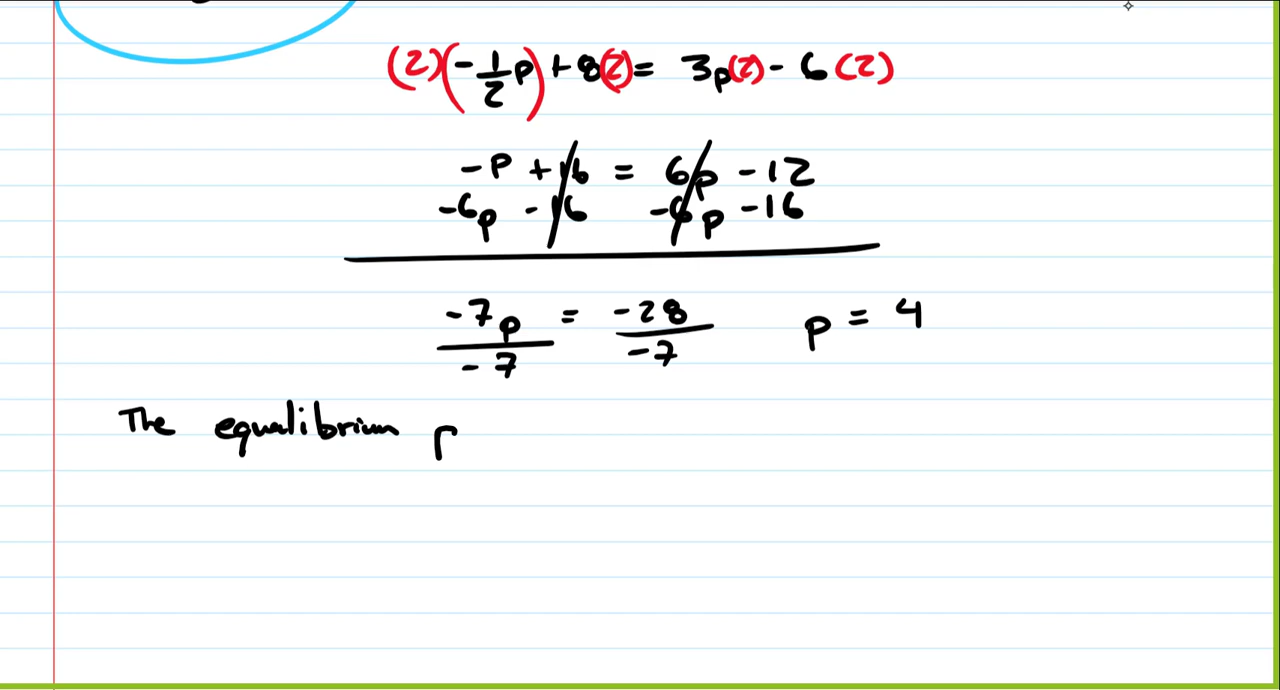 (2)(-1/2p)+8(2)= 3p(2)-6(2)
-p +16 = 6p -12
-6p -16 -6p -16
-7p/-7 = -28/-7 p = 4
The equalibrium p